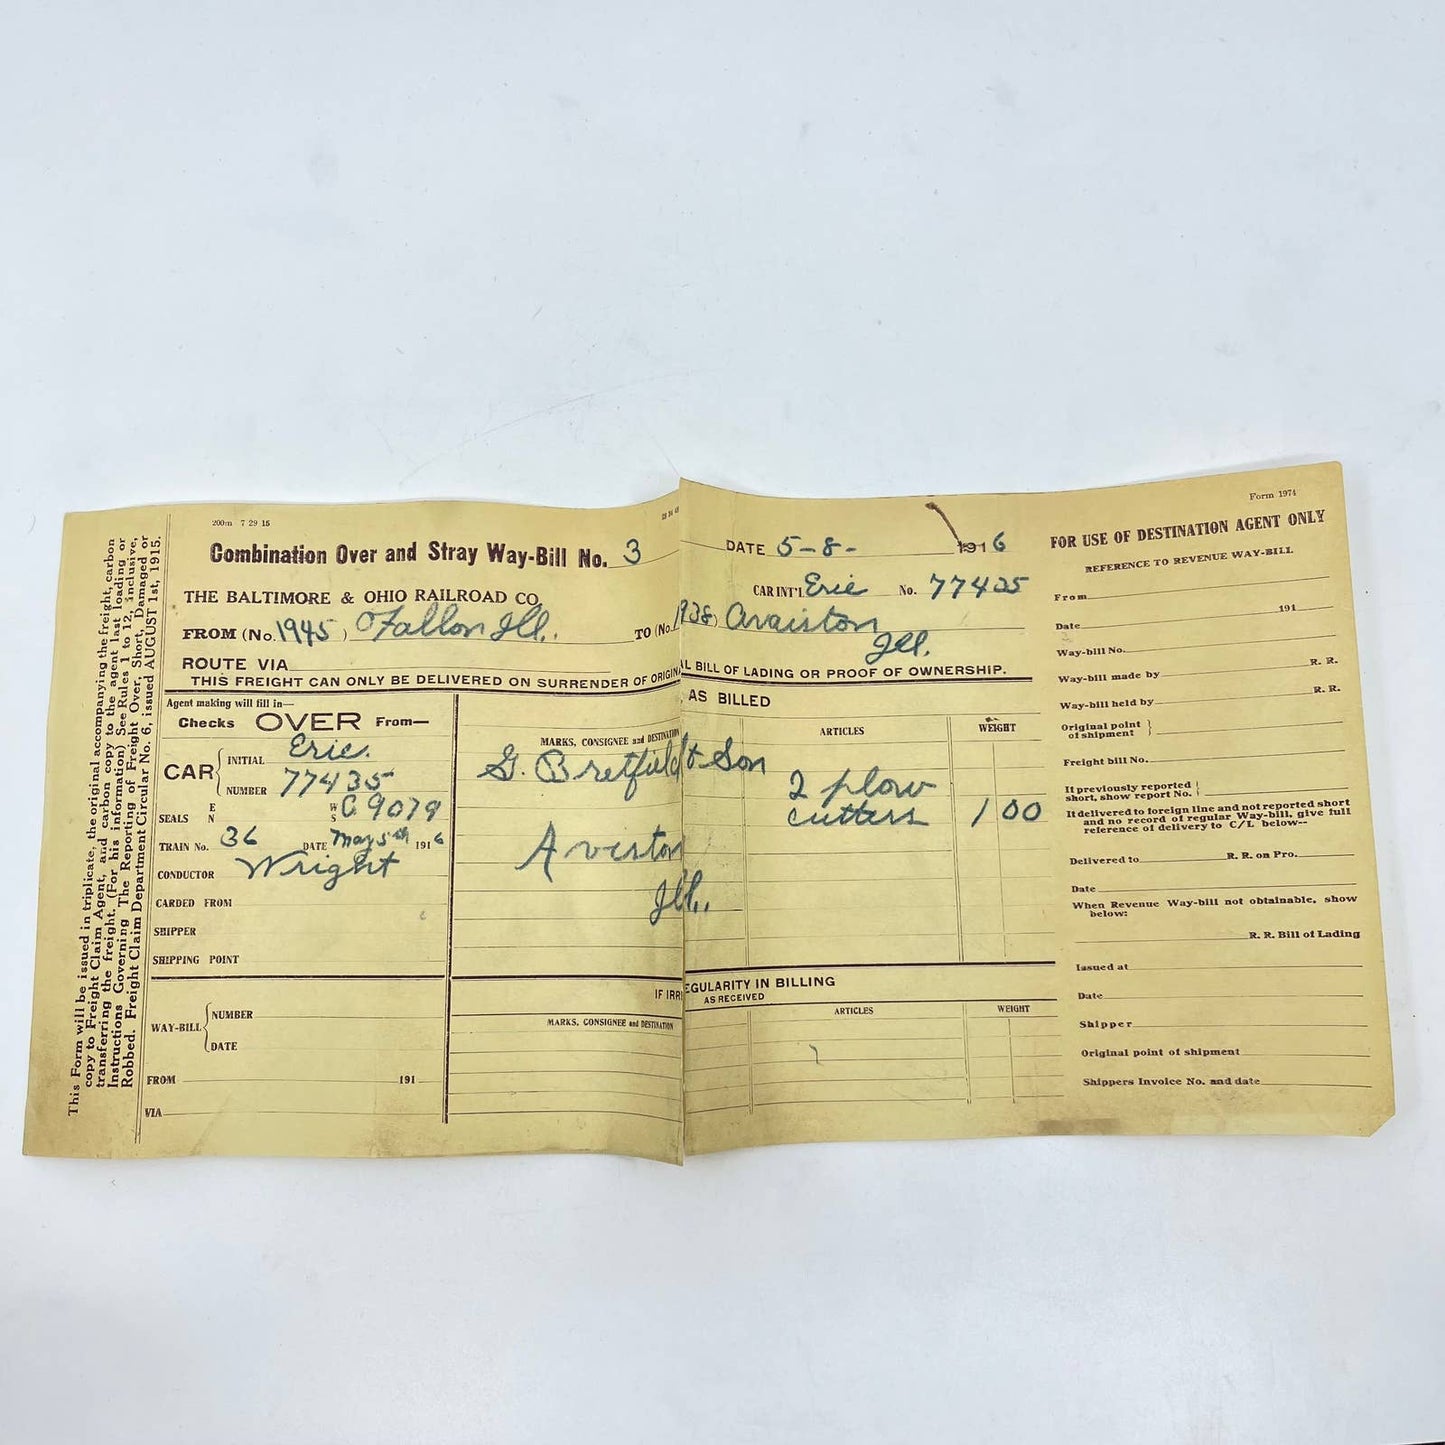 This Form will be issued in triplicate, the original accompanying the freight, carbon
copy to Freight Claim Agent, and carbon copy to the agent last loading or
transferring the freight. (For his information) See Rules 1 to 12, inclusive,
Instructions Governing The Reporting of Freight Over, Short, Damaged or
Robbed. Freight Claim Department Circular No. 6, issued AUGUST 1st, 1915.
200m 7 29 15
Combination Over and Stray Way-Bill No. 3
DATE 5-8- 1916
THE BALTIMORE & OHIO RAILROAD CO
CAR INT'L Erie No. 77435
FROM (No. 1945) O'Fallon Ill. TO (No. 1938) Avaiston
Ill.
ROUTE VIA
THIS FREIGHT CAN ONLY BE DELIVERED ON SURRENDER OF ORIGINAL BILL OF LADING OR PROOF OF OWNERSHIP.
Agent making will fill in—
Checks OVER From—
CAR INITIAL Erie.
NUMBER 77435
SEALS E N W S C 9079
TRAIN No. 36 DATE May 5th 1916
CONDUCTOR Wright
CARDED FROM
SHIPPER
SHIPPING POINT
WAY-BILL NUMBER
DATE
FROM 191
VIA
, AS BILLED
MARKS, CONSIGNEE and DESTINATION ARTICLES WEIGHT
G. Bretfield & Son 2 plow
cutters 100
Aviston
Ill.
IF IRREGULARITY IN BILLING
AS RECEIVED
MARKS, CONSIGNEE and DESTINATION ARTICLES WEIGHT
Form 1974
FOR USE OF DESTINATION AGENT ONLY
REFERENCE TO REVENUE WAY-BILL
From
Date 191
Way-bill No.
Way-bill made by R. R.
Way-bill held by R. R.
Original point
of shipment
Freight bill No.
If previously reported
short, show report No.
If delivered to foreign line and not reported short
and no record of regular Way-bill, give full
reference of delivery to C/L below--
Delivered to R. R. on Pro.
Date
When Revenue Way-bill not obtainable, show
below:
R. R. Bill of Lading
Issued at
Date
Shipper
Original point of shipment
Shippers Invoice No. and date